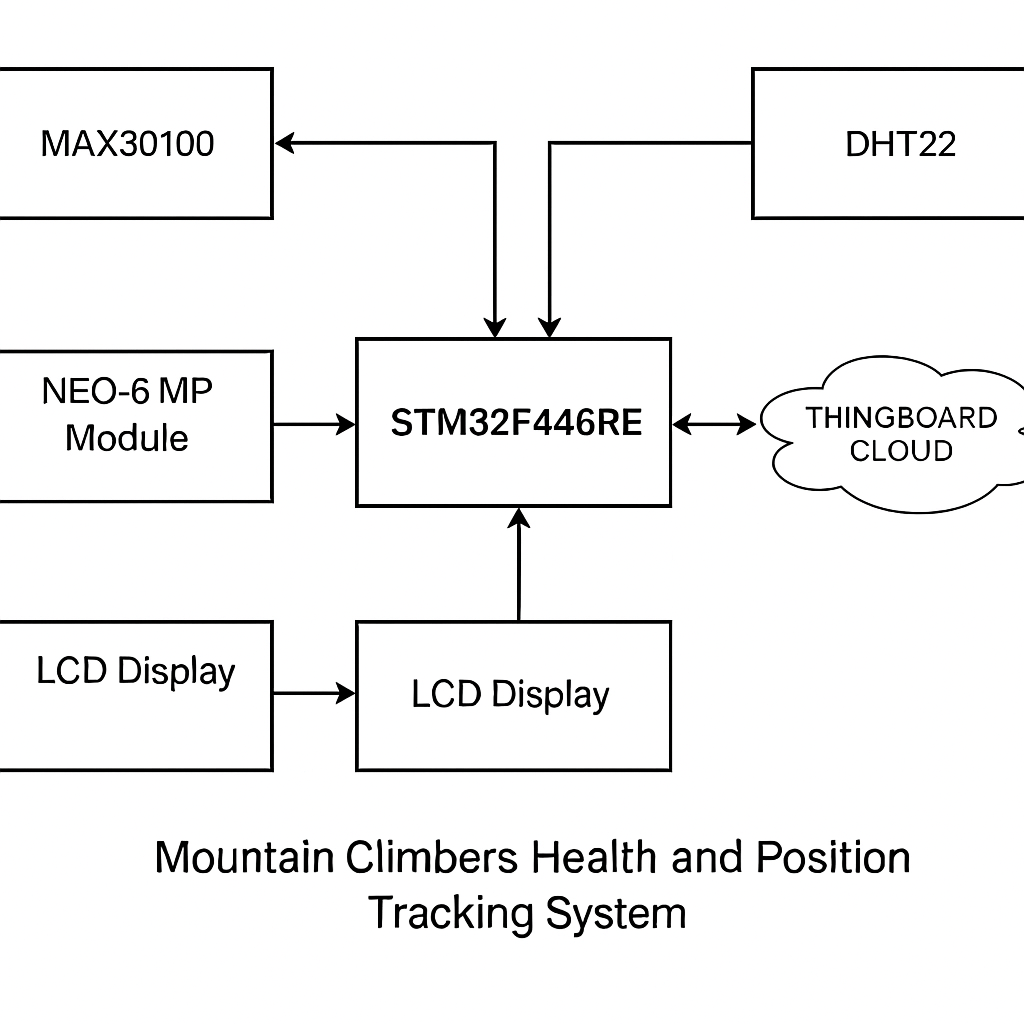 MAX30100
DHT22
NEO-6 MP
Module
STM32F446RE
THINGBOARD
CLOUD
LCD Display
LCD Display
Mountain Climbers Health and Position
Tracking System